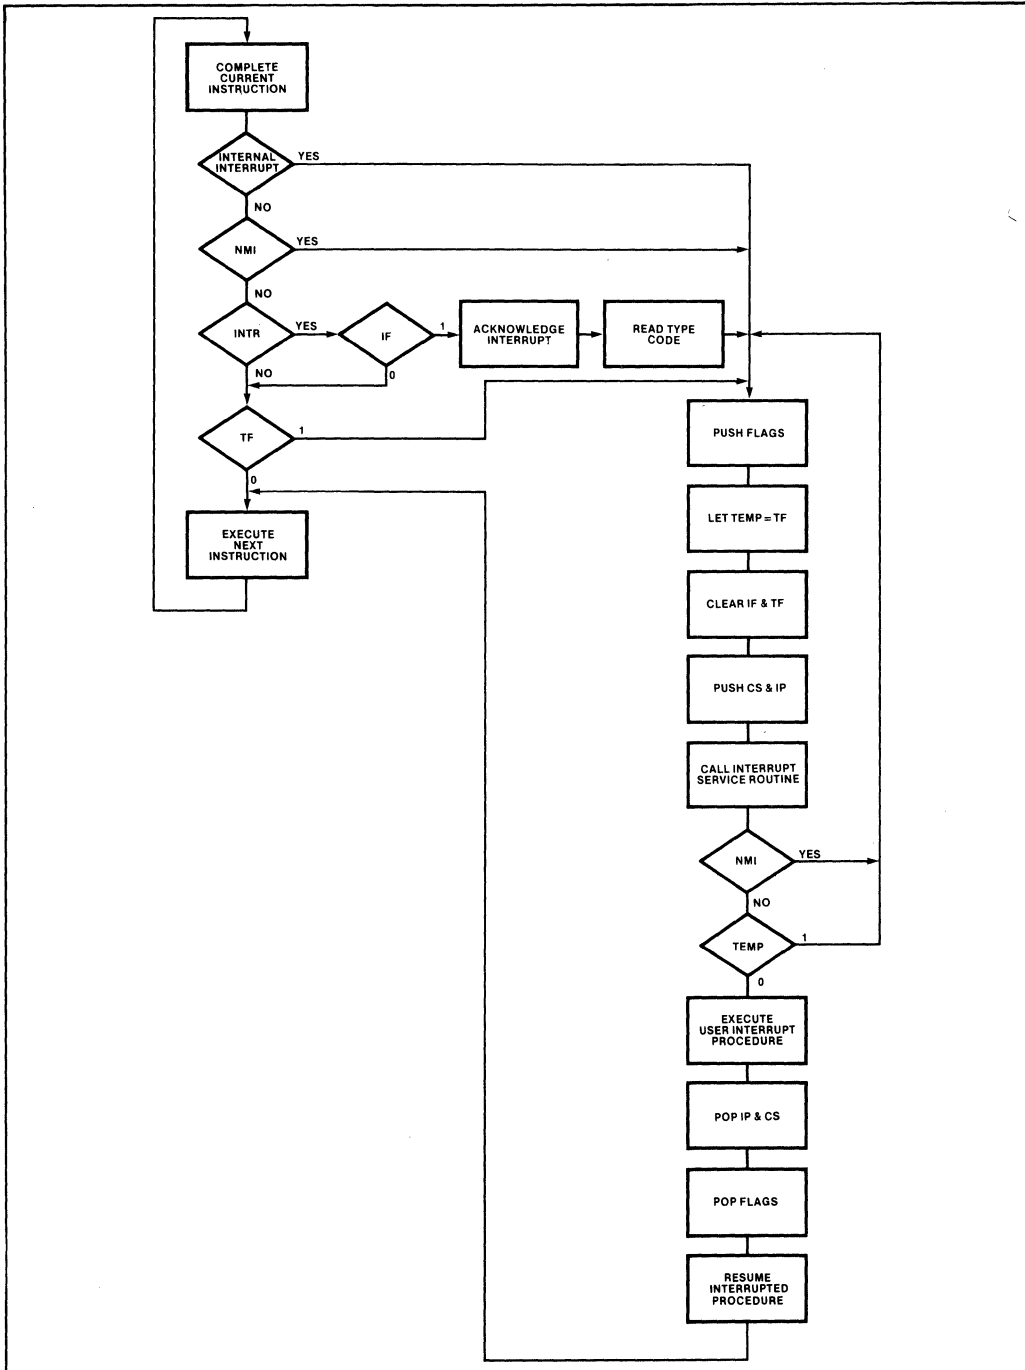 COMPLETE
CURRENT
INSTRUCTION
INTERNAL
INTERRUPT
YES
NO
NMI
YES
NO
INTR
YES
IF
1
ACKNOWLEDGE
INTERRUPT
READ TYPE
CODE
NO
0
TF
1
0
EXECUTE
NEXT
INSTRUCTION
PUSH FLAGS
LET TEMP = TF
CLEAR IF & TF
PUSH CS & IP
CALL INTERRUPT
SERVICE ROUTINE
NMI
YES
NO
TEMP
1
0
EXECUTE
USER INTERRUPT
PROCEDURE
POP IP & CS
POP FLAGS
RESUME
INTERRUPTED
PROCEDURE